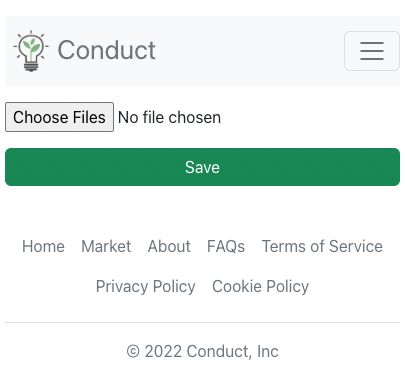 Conduct
Choose Files No file chosen
Save
Home Market About FAQs Terms of Service
Privacy Policy Cookie Policy
© 2022 Conduct, Inc